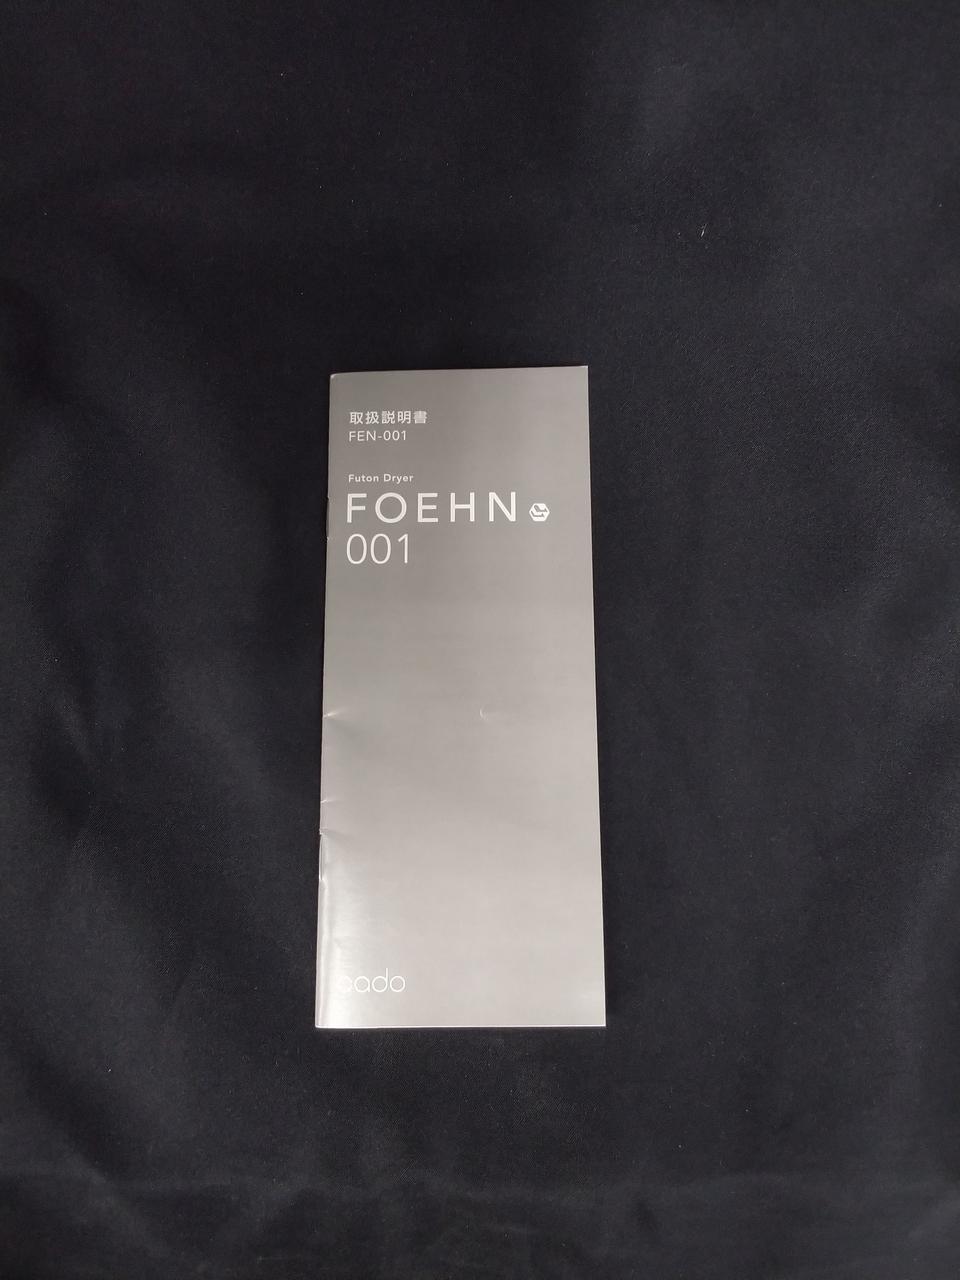 取扱説明書
FEN-001
Futon Dryer
FOEHN
001
cado